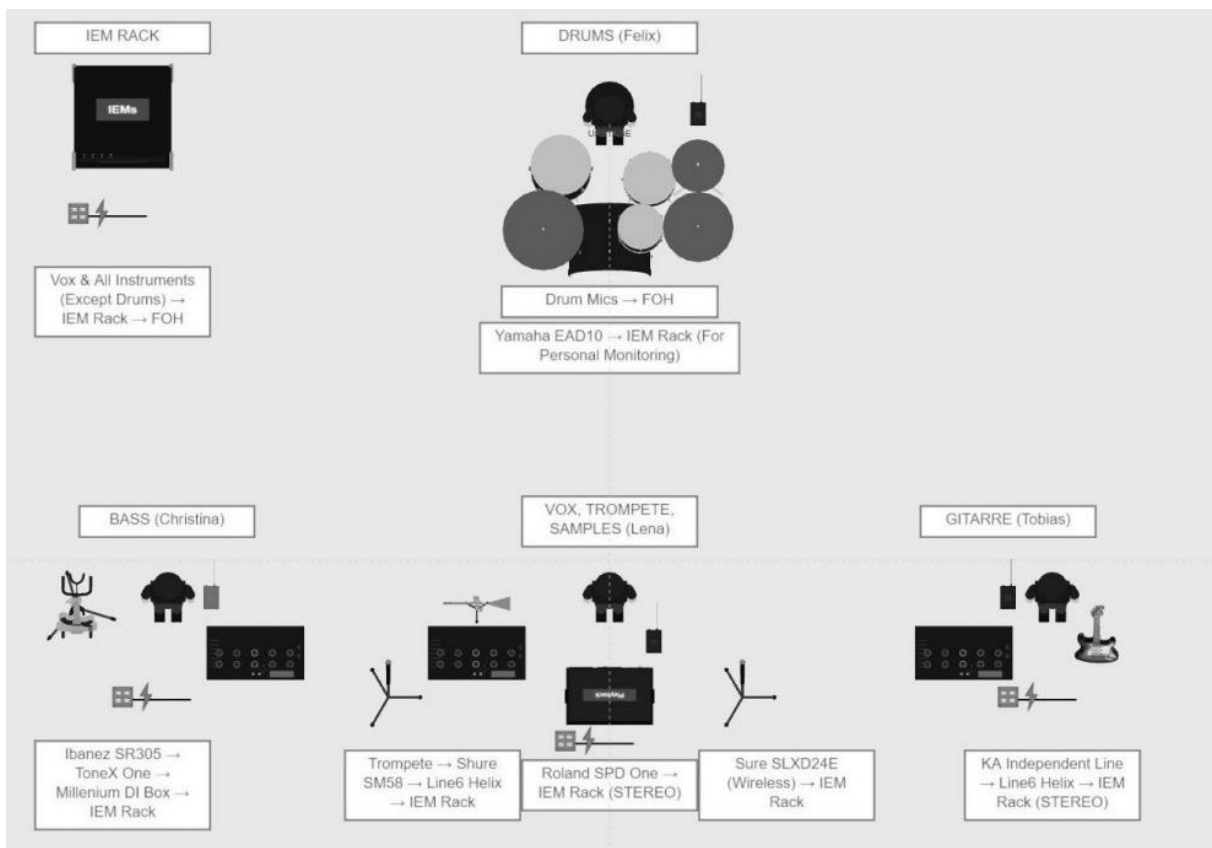 IEM RACK
DRUMS (Felix)
IEMs
Vox & All Instruments
(Except Drums) →
IEM Rack → FOH
Drum Mics → FOH
Yamaha EAD10 → IEM Rack (For
Personal Monitoring)
BASS (Christina)
VOX, TROMPETE,
SAMPLES (Lena)
GITARRE (Tobias)
Playback
Ibanez SR305 →
ToneX One →
Millenium DI Box →
IEM Rack
Trompete → Shure
SM58 → Line6 Helix
→ IEM Rack
Roland SPD One →
IEM Rack (STEREO)
Sure SLXD24E
(Wireless) → IEM
Rack
KA Independent Line
→ Line6 Helix → IEM
Rack (STEREO)